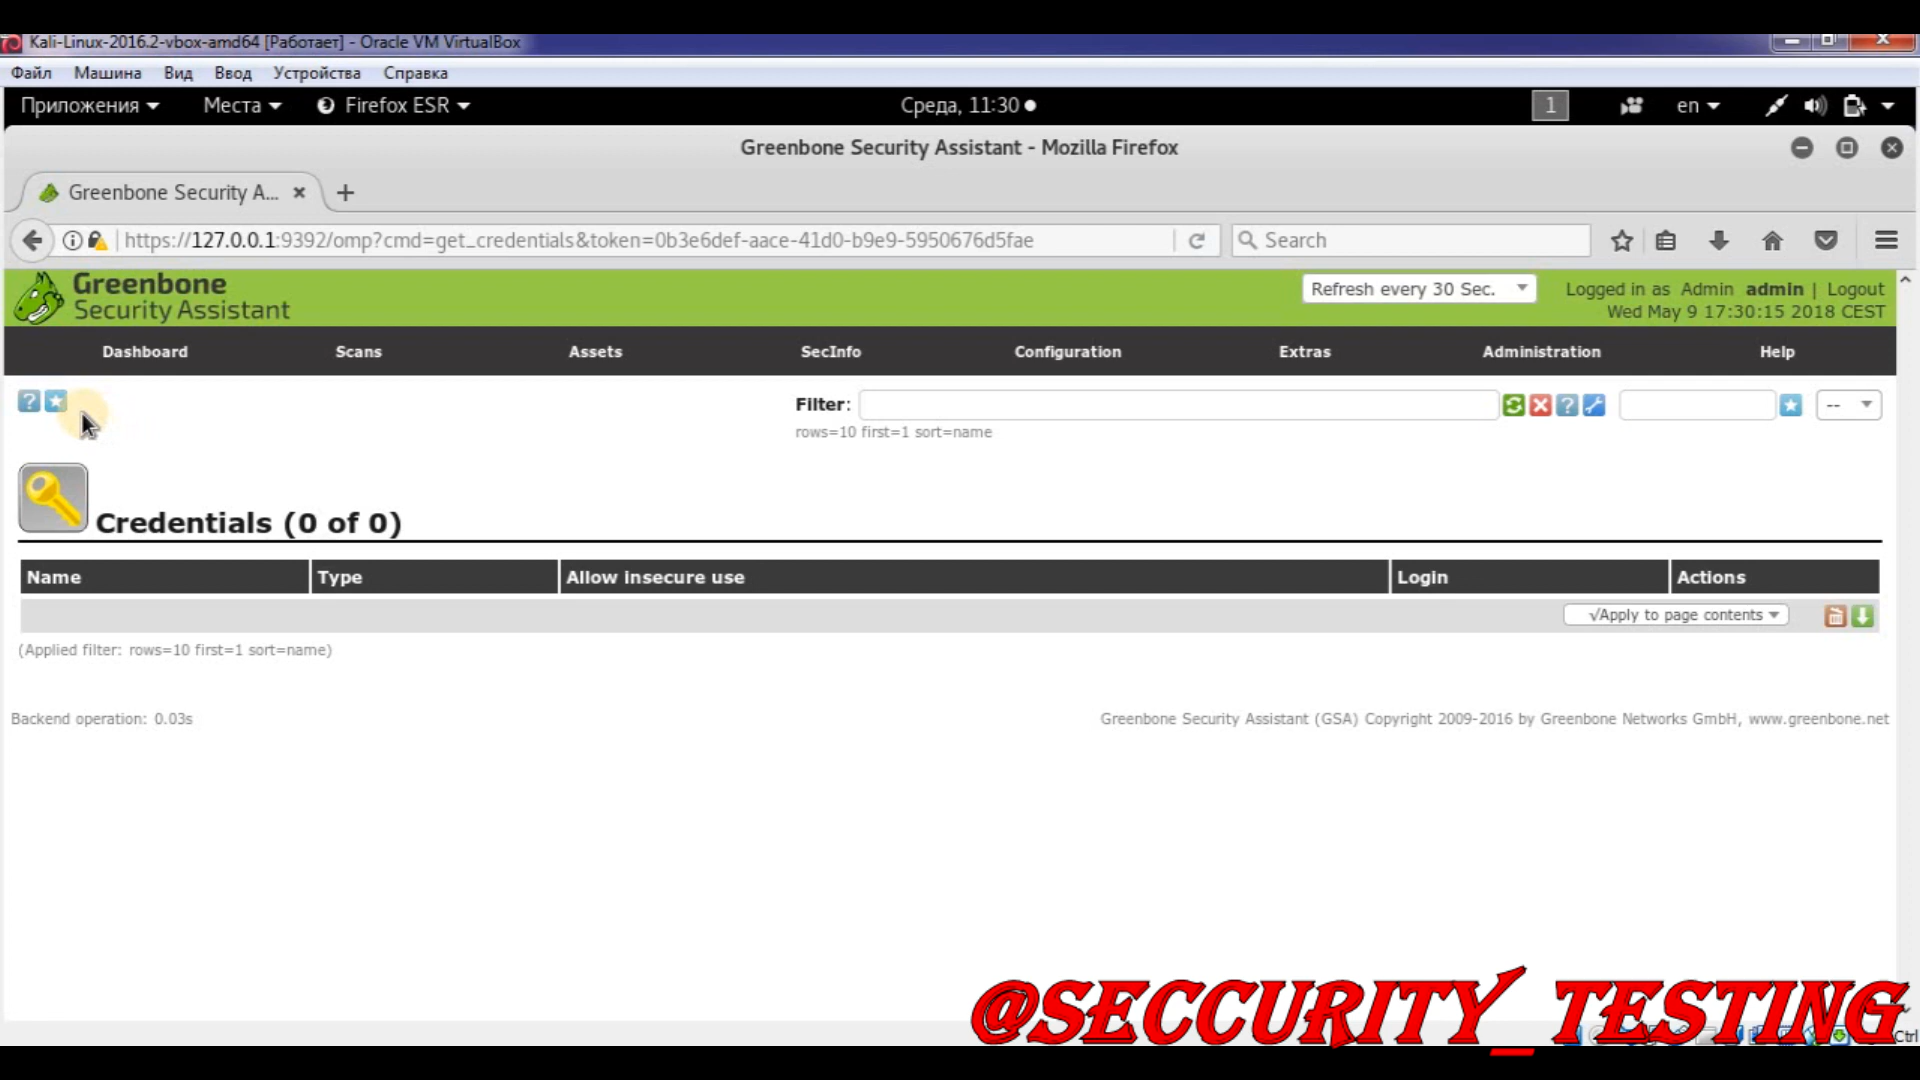 Kali-Linux-2016.2-vbox-amd64 [Работает] - Oracle VM VirtualBox
Файл Машина Вид Ввод Устройства Справка
Приложения Места Firefox ESR Среда, 11:30 1 en
Greenbone Security Assistant - Mozilla Firefox
Greenbone Security A...
https://127.0.0.1:9392/omp?cmd=get_credentials&token=0b3e6def-aace-41d0-b9e9-5950676d5fae Search
Greenbone
Security Assistant
Refresh every 30 Sec. Logged in as Admin admin | Logout
Wed May 9 17:30:15 2018 CEST
Dashboard Scans Assets SecInfo Configuration Extras Administration Help
Filter: --
rows=10 first=1 sort=name
Credentials (0 of 0)
Name Type Allow insecure use Login Actions
√Apply to page contents
(Applied filter: rows=10 first=1 sort=name)
Backend operation: 0.03s Greenbone Security Assistant (GSA) Copyright 2009-2016 by Greenbone Networks GmbH, www.greenbone.net
@SECCURITY_TESTING
Ctrl